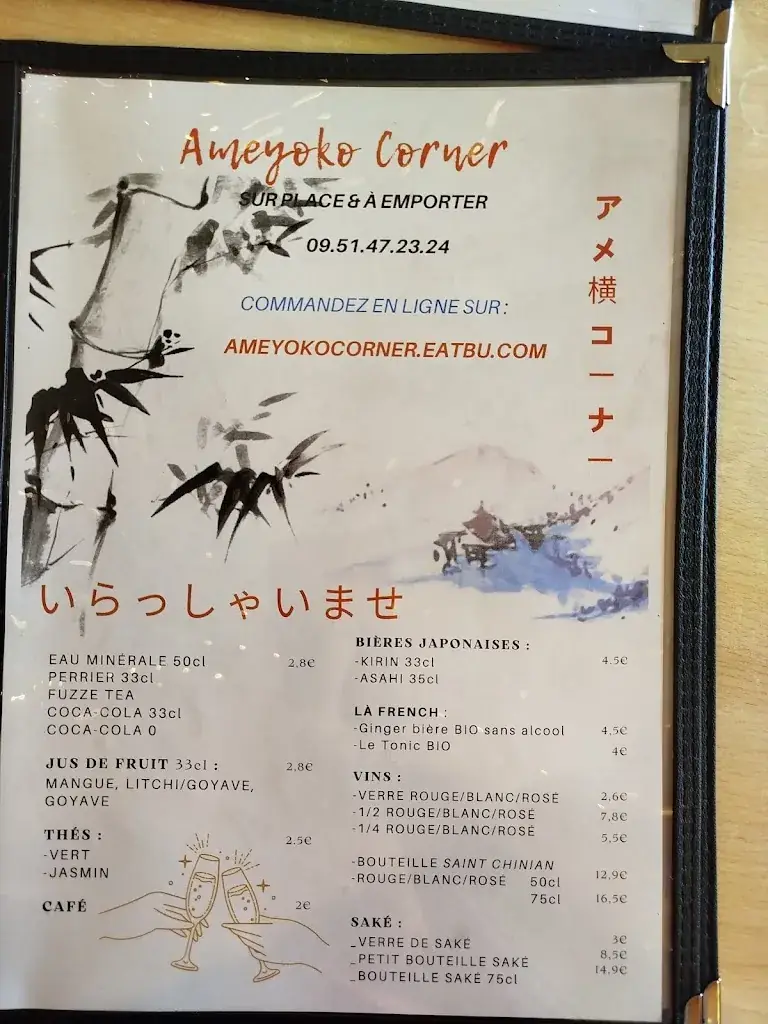 Ameyoko Corner
SUR PLACE & À EMPORTER
09.51.47.23.24
COMMANDEZ EN LIGNE SUR :
AMEYOKOCORNER.EATBU.COM
アメ横コーナー
いらっしゃいませ
EAU MINÉRALE 50cl 2,8€
PERRIER 33cl
FUZZE TEA
COCA-COLA 33cl
COCA-COLA 0
JUS DE FRUIT 33cl : 2,8€
MANGUE, LITCHI/GOYAVE,
GOYAVE
THÉS : 2.5€
-VERT
-JASMIN
CAFÉ 2€
BIÈRES JAPONAISES :
-KIRIN 33cl 4.5€
-ASAHI 35cl
LÀ FRENCH :
-Ginger bière BIO sans alcool 4,5€
-Le Tonic BIO 4€
VINS :
-VERRE ROUGE/BLANC/ROSÉ 2,6€
-1/2 ROUGE/BLANC/ROSÉ 7,8€
-1/4 ROUGE/BLANC/ROSÉ 5,5€
-BOUTEILLE SAINT CHINIAN
-ROUGE/BLANC/ROSÉ 50cl 12,9€
75cl 16,5€
SAKÉ :
_VERRE DE SAKÉ 3€
_PETIT BOUTEILLE SAKÉ 8,5€
_BOUTEILLE SAKÉ 75cl 14,9€